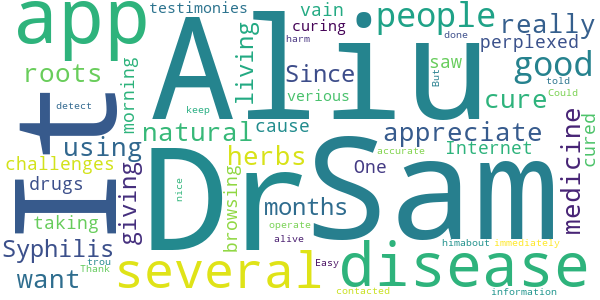 app
testimonies
vain
curing
harm
people
really
perplexed
done
roots
morning
living
Since
verious
saw
But
told
good
Could
detect
It
Aliu
keep
cure
natural
cause
using
herbs
appreciate
Internet
medicine
cured
challenges
giving
One
accurate
drugs
nice
browsing
months
DrSam
taking
operate
alive
himabout
immediately
Syphilis
trou
Thank
want
several
Easy
disease
contacted
information